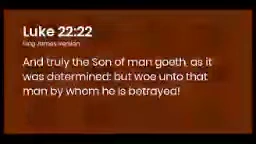 Luke 22:22
King James Version
And truly the Son of man goeth, as it
was determined: but woe unto that
man by whom he is betrayed!